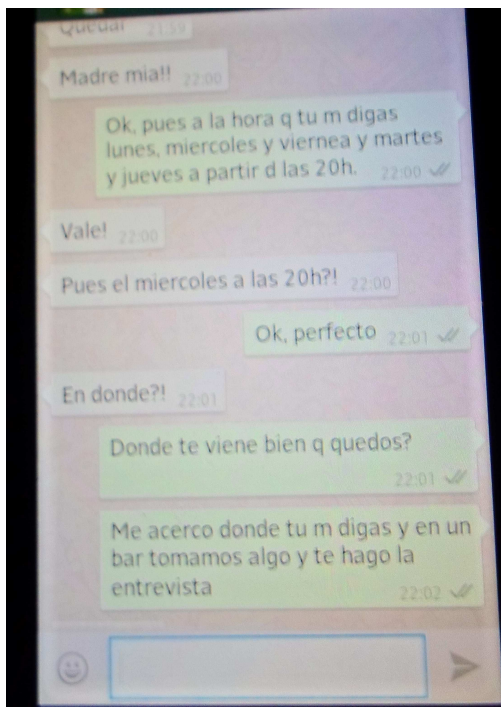 Quedar 21:59
Madre mia!! 22:00
Ok, pues a la hora q tu m digas
lunes, miercoles y viernea y martes
y jueves a partir d las 20h. 22:00
Vale! 22:00
Pues el miercoles a las 20h?! 22:00
Ok, perfecto 22:01
En donde?! 22:01
Donde te viene bien q quedos?
22:01
Me acerco donde tu m digas y en un
bar tomamos algo y te hago la
entrevista 22:02